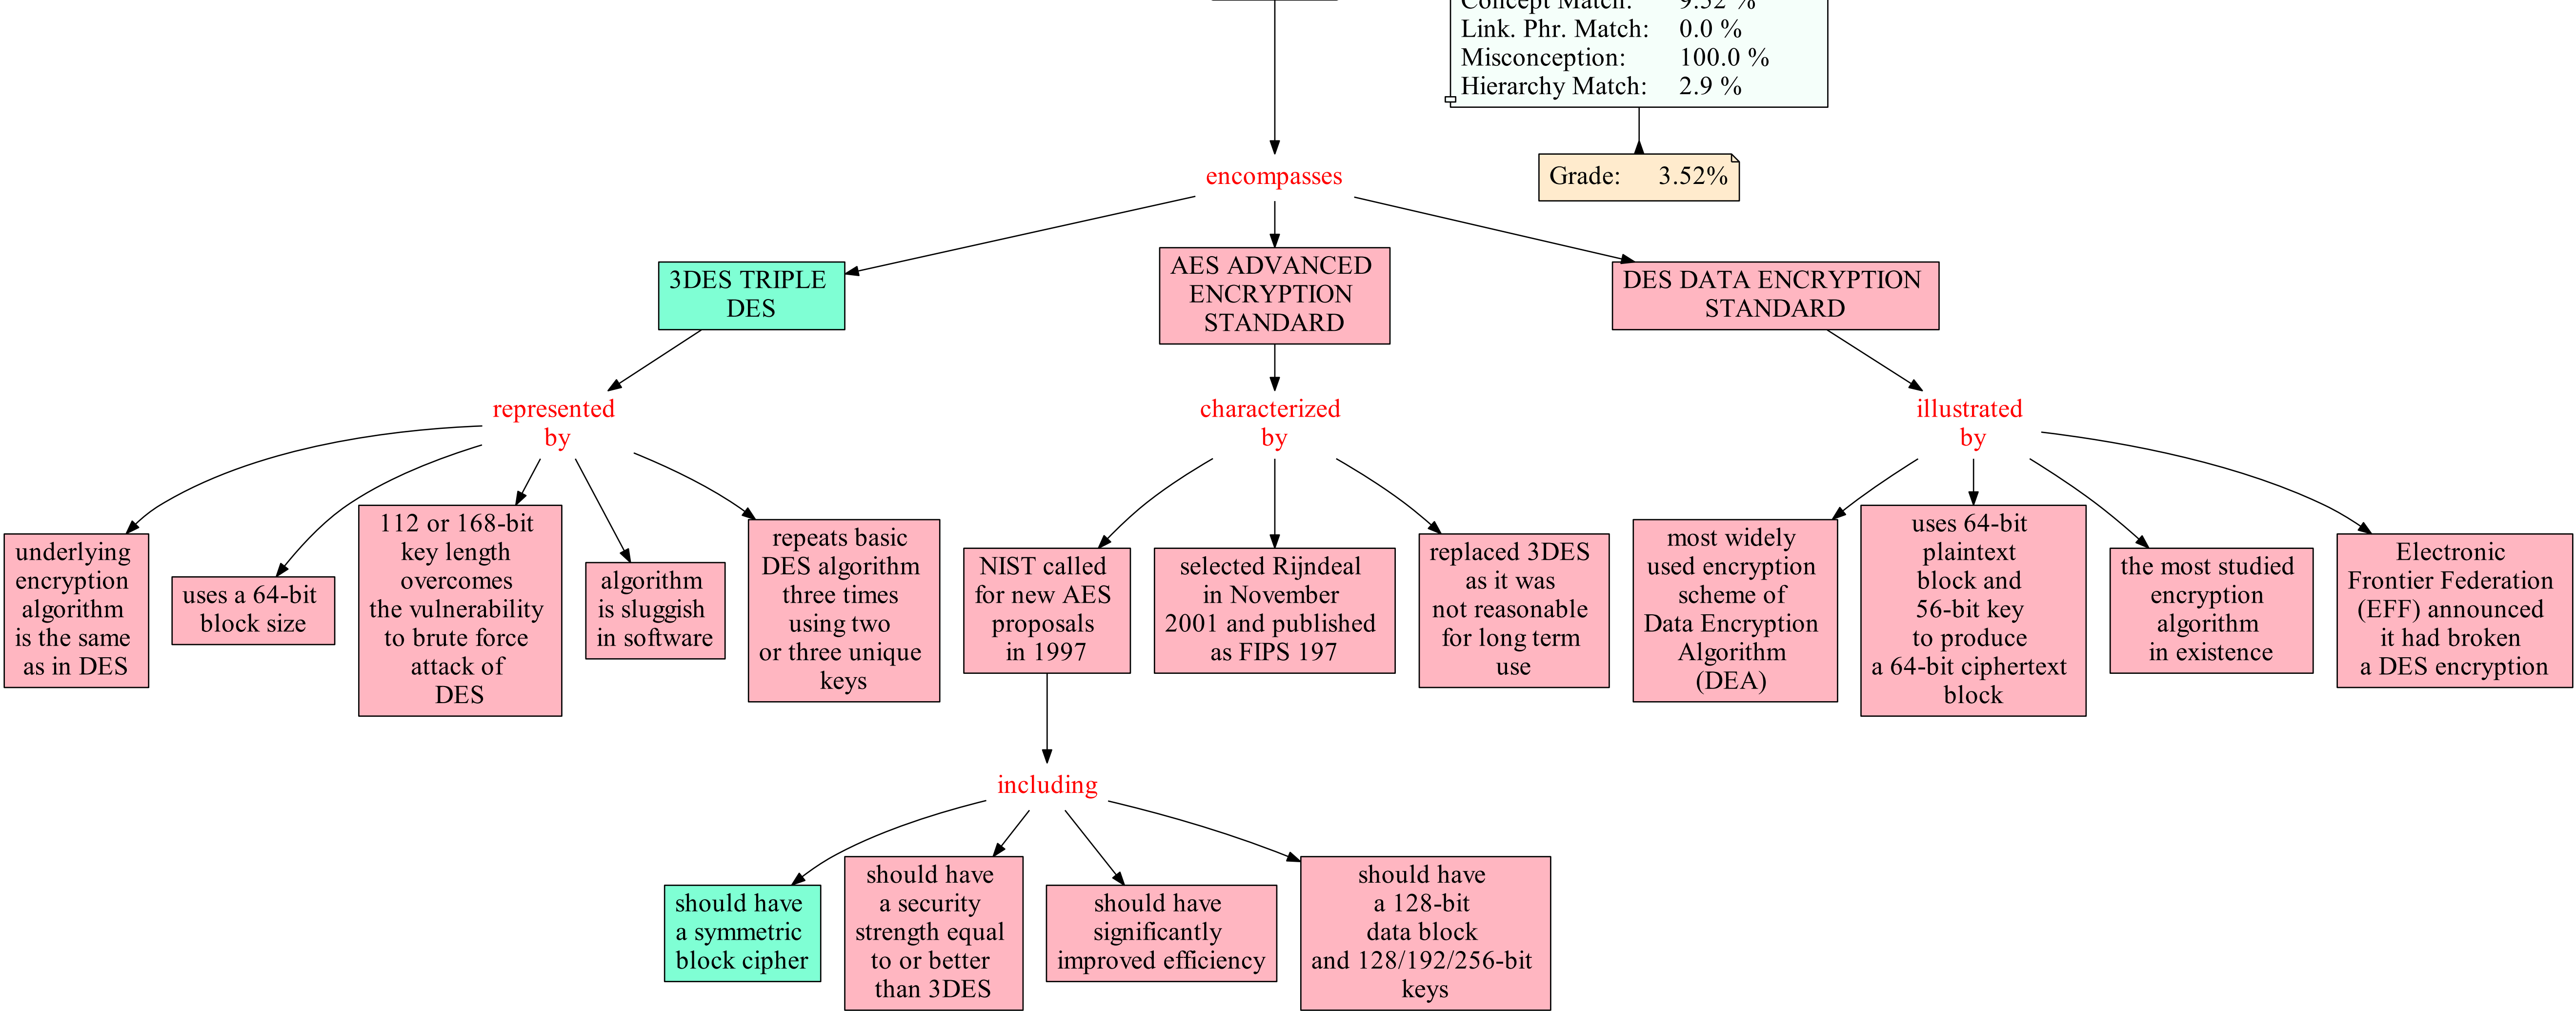 Concept Match: 9.52 %
Link. Phr. Match: 0.0 %
Misconception: 100.0 %
Hierarchy Match: 2.9 %
encompasses
Grade: 3.52%
3DES TRIPLE
DES
AES ADVANCED
ENCRYPTION
STANDARD
DES DATA ENCRYPTION
STANDARD
represented
by
characterized
by
illustrated
by
underlying
encryption
algorithm
is the same
as in DES
uses a 64-bit
block size
112 or 168-bit
key length
overcomes
the vulnerability
to brute force
attack of
DES
algorithm
is sluggish
in software
repeats basic
DES algorithm
three times
using two
or three unique
keys
NIST called
for new AES
proposals
in 1997
selected Rijndeal
in November
2001 and published
as FIPS 197
replaced 3DES
as it was
not reasonable
for long term
use
most widely
used encryption
scheme of
Data Encryption
Algorithm
(DEA)
uses 64-bit
plaintext
block and
56-bit key
to produce
a 64-bit ciphertext
block
the most studied
encryption
algorithm
in existence
Electronic
Frontier Federation
(EFF) announced
it had broken
a DES encryption
including
should have
a symmetric
block cipher
should have
a security
strength equal
to or better
than 3DES
should have
significantly
improved efficiency
should have
a 128-bit
data block
and 128/192/256-bit
keys